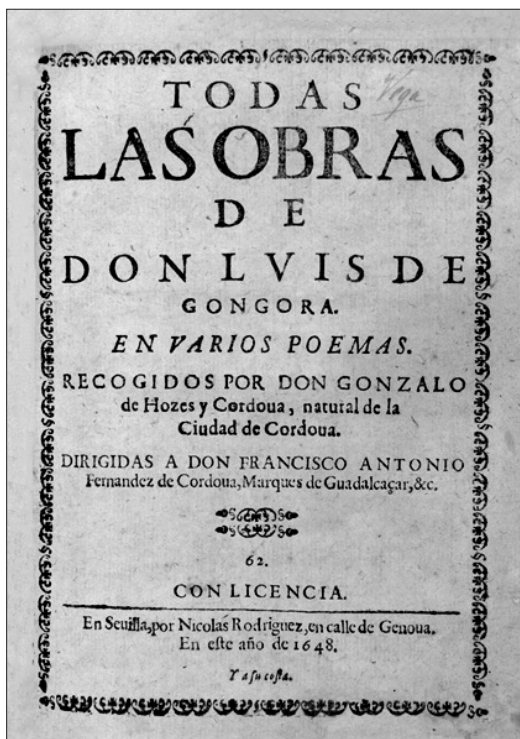 TODAS
Vega
LAS OBRAS
DE
DON LVIS DE
GONGORA.
EN VARIOS POEMAS.
RECOGIDOS POR DON GONZALO
de Hozes y Cordoua, natural de la
Ciudad de Cordoua.
DIRIGIDAS A DON FRANCISCO ANTONIO
Fernandez de Cordoua, Marques de Guadalcaçar, &c.
62.
CON LICENCIA.
En Seuilla, por Nicolás Rodriguez, en calle de Genoua.
En eſte año de 1648.
Y a ſu coſta.